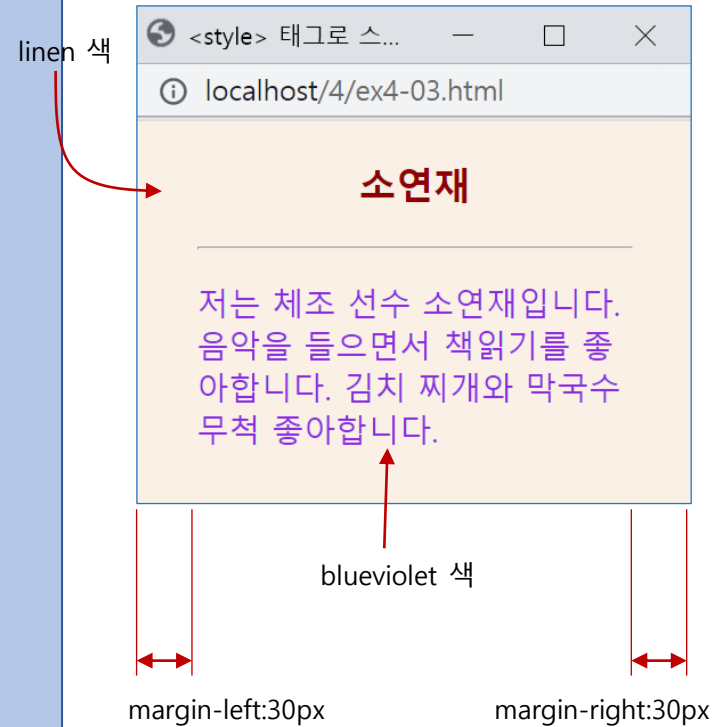 linen 색
<style> 태그로 스...
localhost/4/ex4-03.html
소연재
저는 체조 선수 소연재입니다.
음악을 들으면서 책읽기를 좋
아합니다. 김치 찌개와 막국수
무척 좋아합니다.
blueviolet 색
margin-left:30px
margin-right:30px